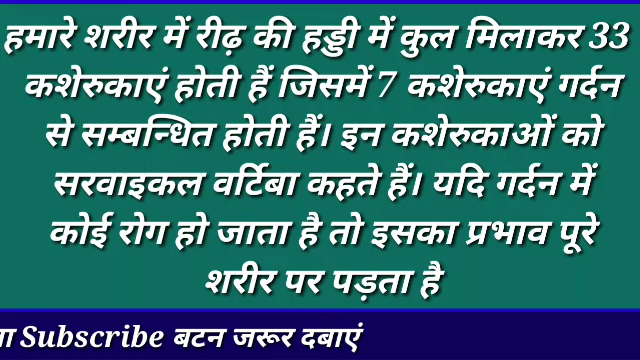 हमारे शरीर में रीढ़ की हड्डी में कुल मिलाकर 33
कशेरुकाएं होती हैं जिसमें 7 कशेरुकाएं गर्दन
से सम्बन्धित होती हैं। इन कशेरुकाओं को
सरवाइकल वर्टिबा कहते हैं। यदि गर्दन में
कोई रोग हो जाता है तो इसका प्रभाव पूरे
शरीर पर पड़ता है
Subscribe बटन जरूर दबाएं